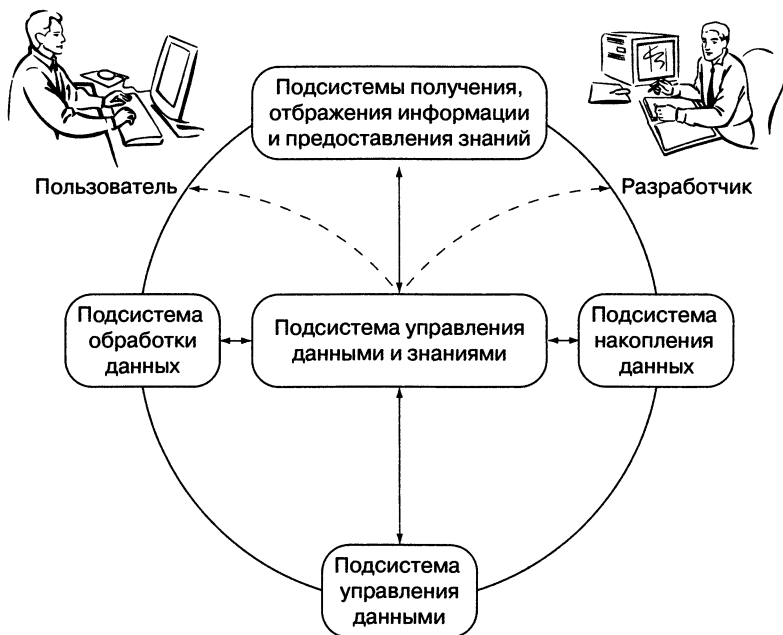 Подсистемы получения,
отбражения информации
и предоставления знаний
Пользователь
Разработчик
Подсистема
обработки
данных
Подсистема управления
данными и знаниями
Подсистема
накопления
данных
Подсистема
управления
данными